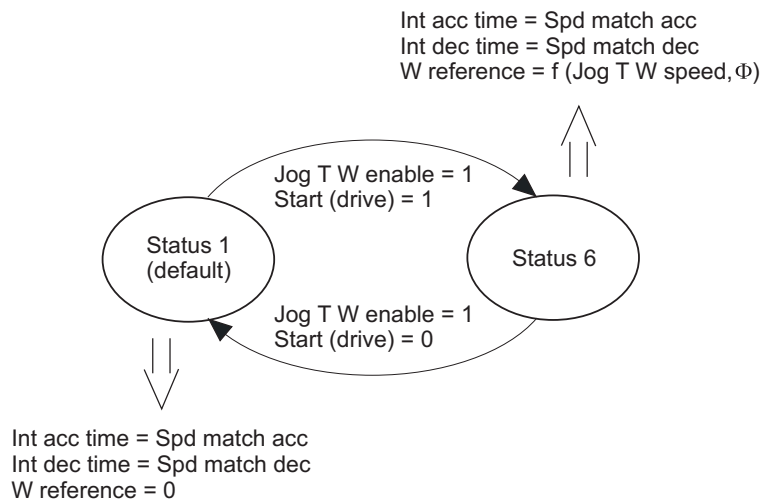 Int acc time = Spd match acc
Int dec time = Spd match dec
W reference = f (Jog T W speed, Φ)
Jog T W enable = 1
Start (drive) = 1
Status 1
(default)
Status 6
Jog T W enable = 1
Start (drive) = 0
Int acc time = Spd match acc
Int dec time = Spd match dec
W reference = 0